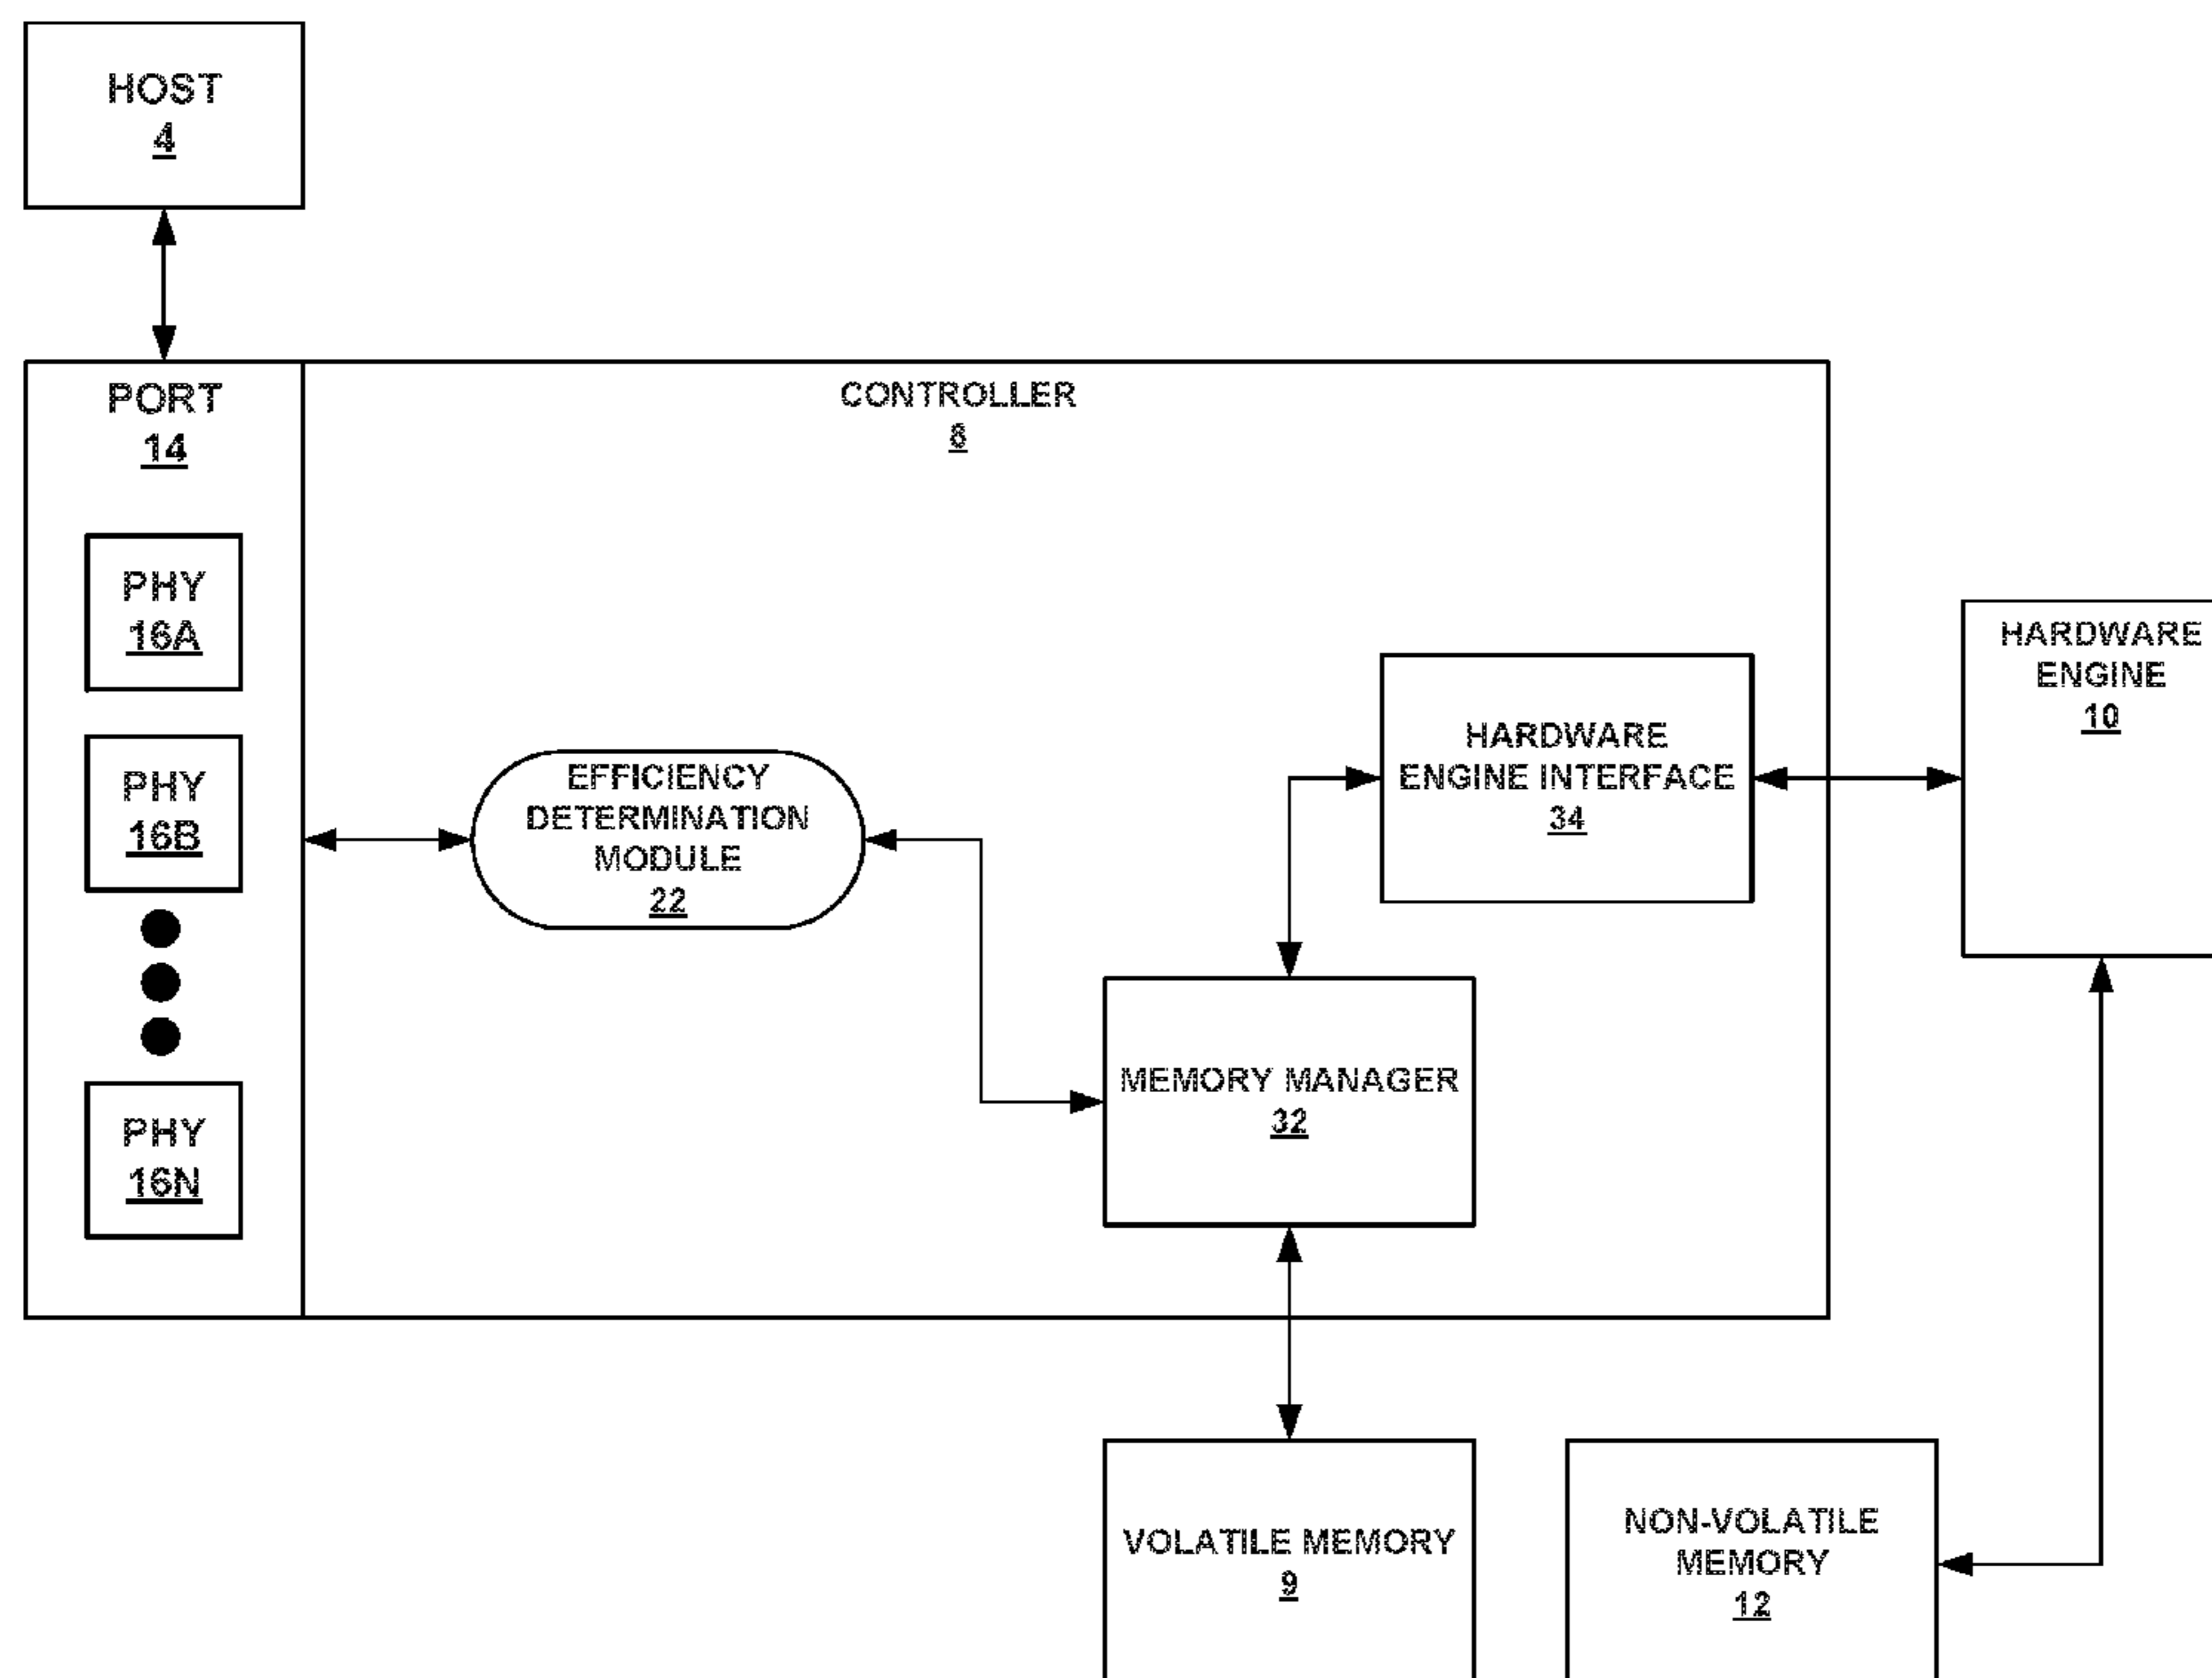 HOST
4
PORT
14
CONTROLLER
8
PHY
16A
PHY
16B
PHY
16N
EFFICIENCY
DETERMINATION
MODULE
22
HARDWARE
ENGINE INTERFACE
34
HARDWARE
ENGINE
10
MEMORY MANAGER
32
VOLATILE MEMORY
9
NON-VOLATILE
MEMORY
12